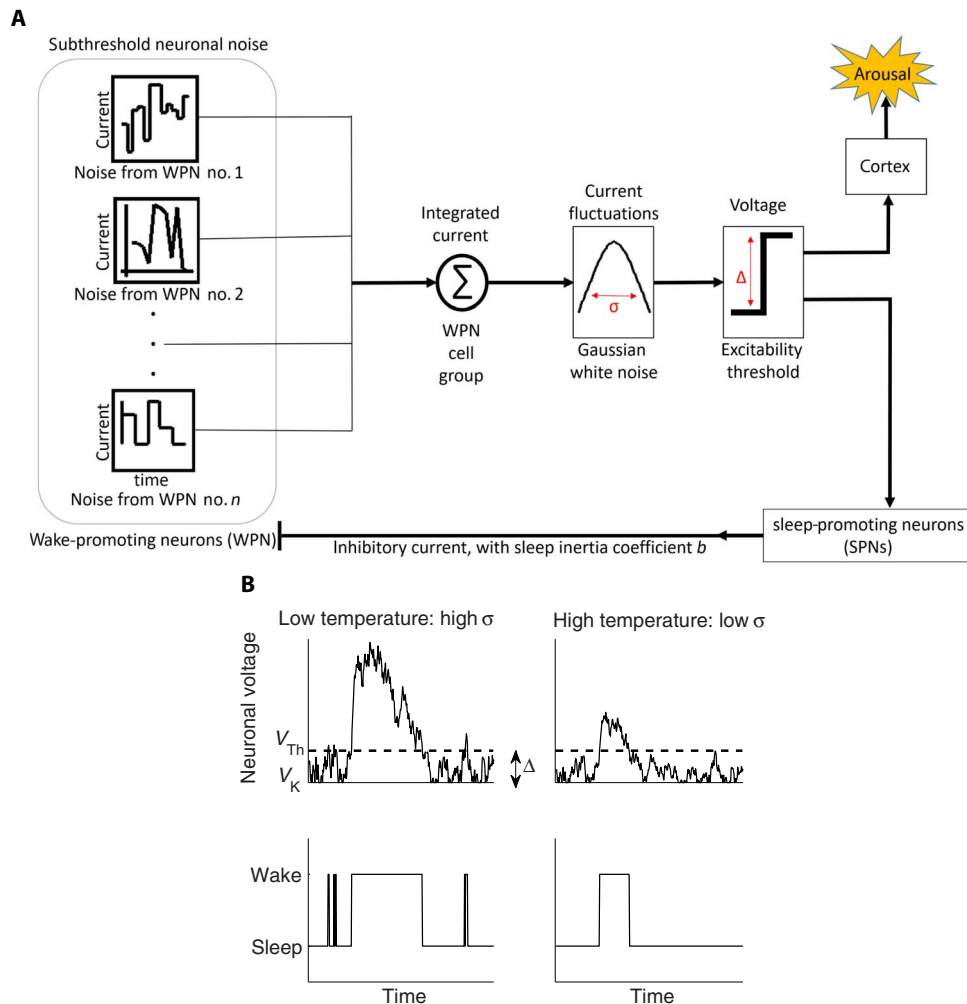 A
Subthreshold neuronal noise
Current
Noise from WPN no. 1
Current
Noise from WPN no. 2
Current
time
Noise from WPN no. n
Wake-promoting neurons (WPN)
Integrated
current
Σ
WPN
cell
group
Current
fluctuations
σ
Gaussian
white noise
Voltage
Δ
Excitability
threshold
Arousal
Cortex
sleep-promoting neurons
(SPNs)
Inhibitory current, with sleep inertia coefficient b
B
Low temperature: high σ
High temperature: low σ
Neuronal voltage
VTh
VK
Δ
Wake
Sleep
Time
Time